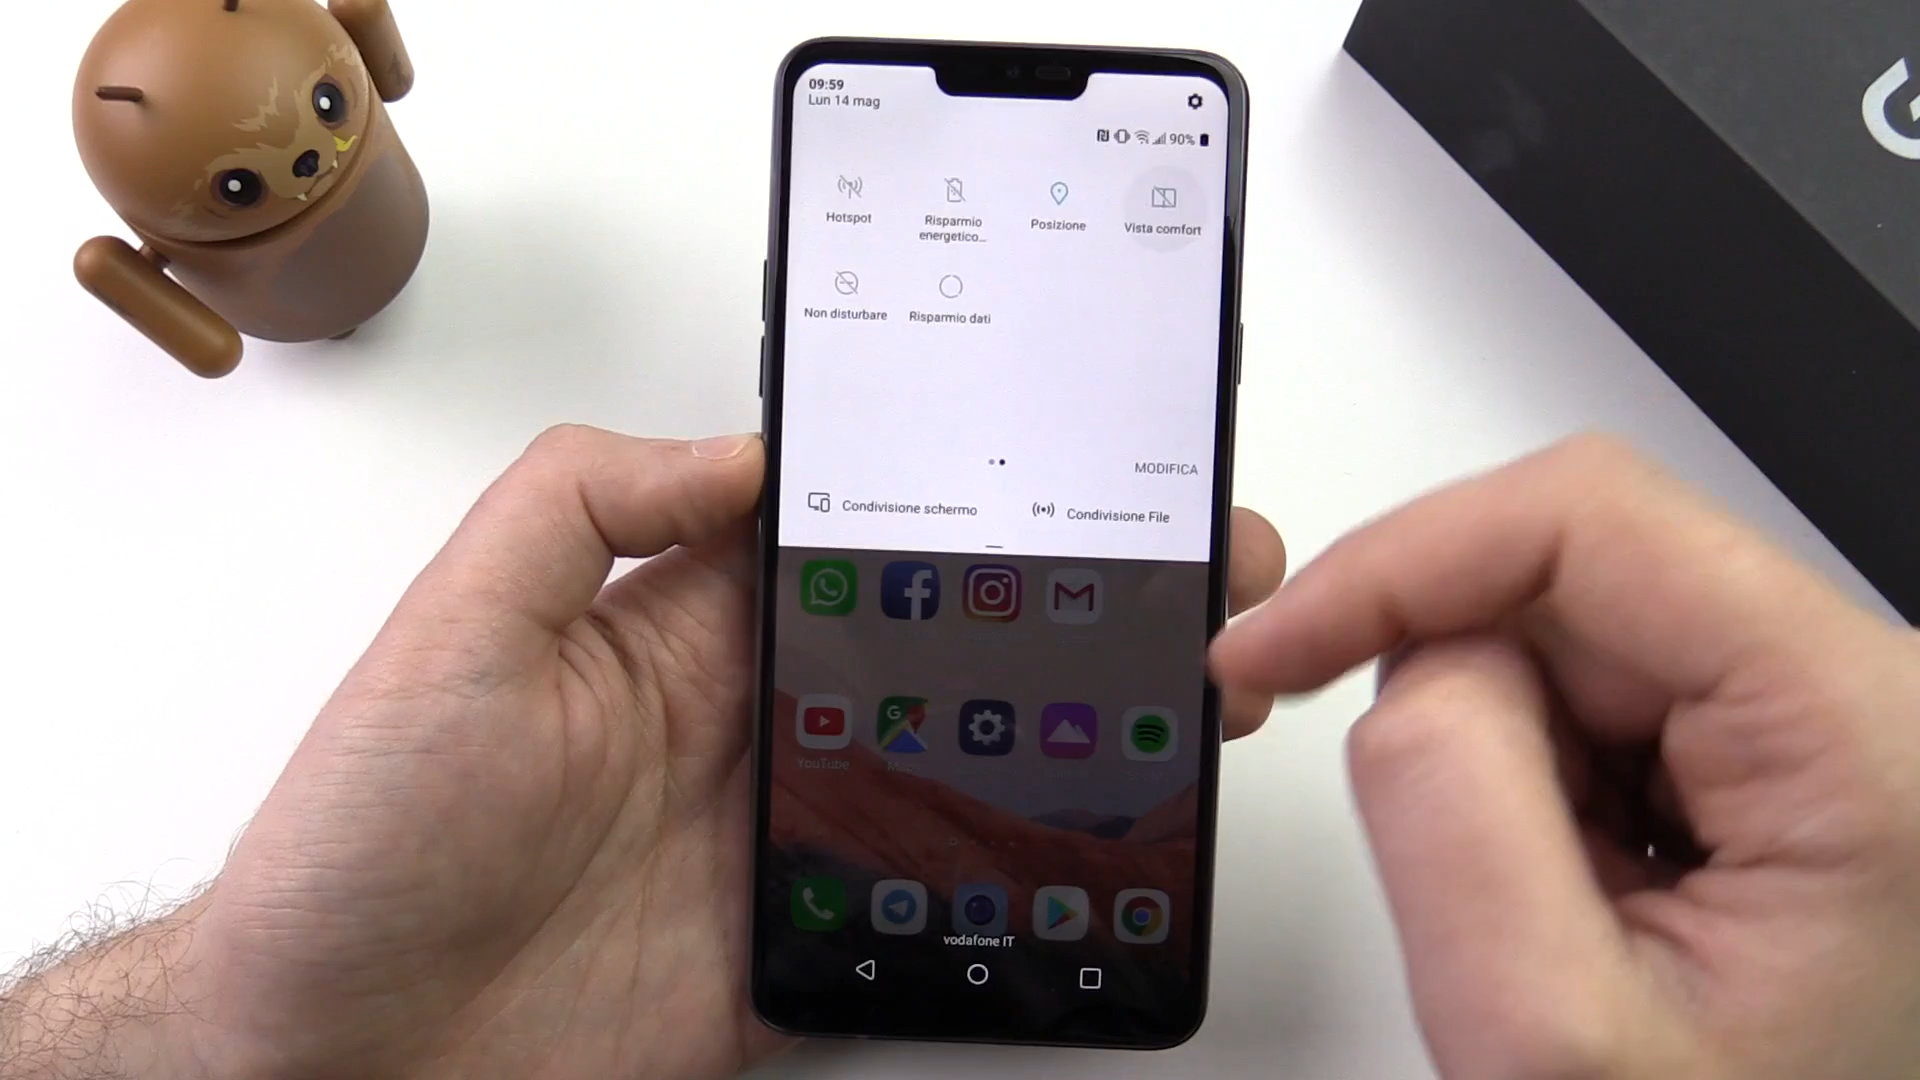 09:59
Lun 14 mag
90%
Hotspot
Risparmio
energetico...
Posizione
Vista comfort
Non disturbare
Risparmio dati
MODIFICA
Condivisione schermo
Condivisione File
YouTube
vodafone IT